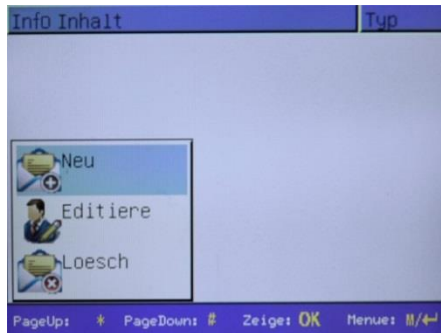 Info Inhalt Typ
Neu
Editiere
Loesch
PageUp: * PageDown: # Zeige: OK Menue: M/↵